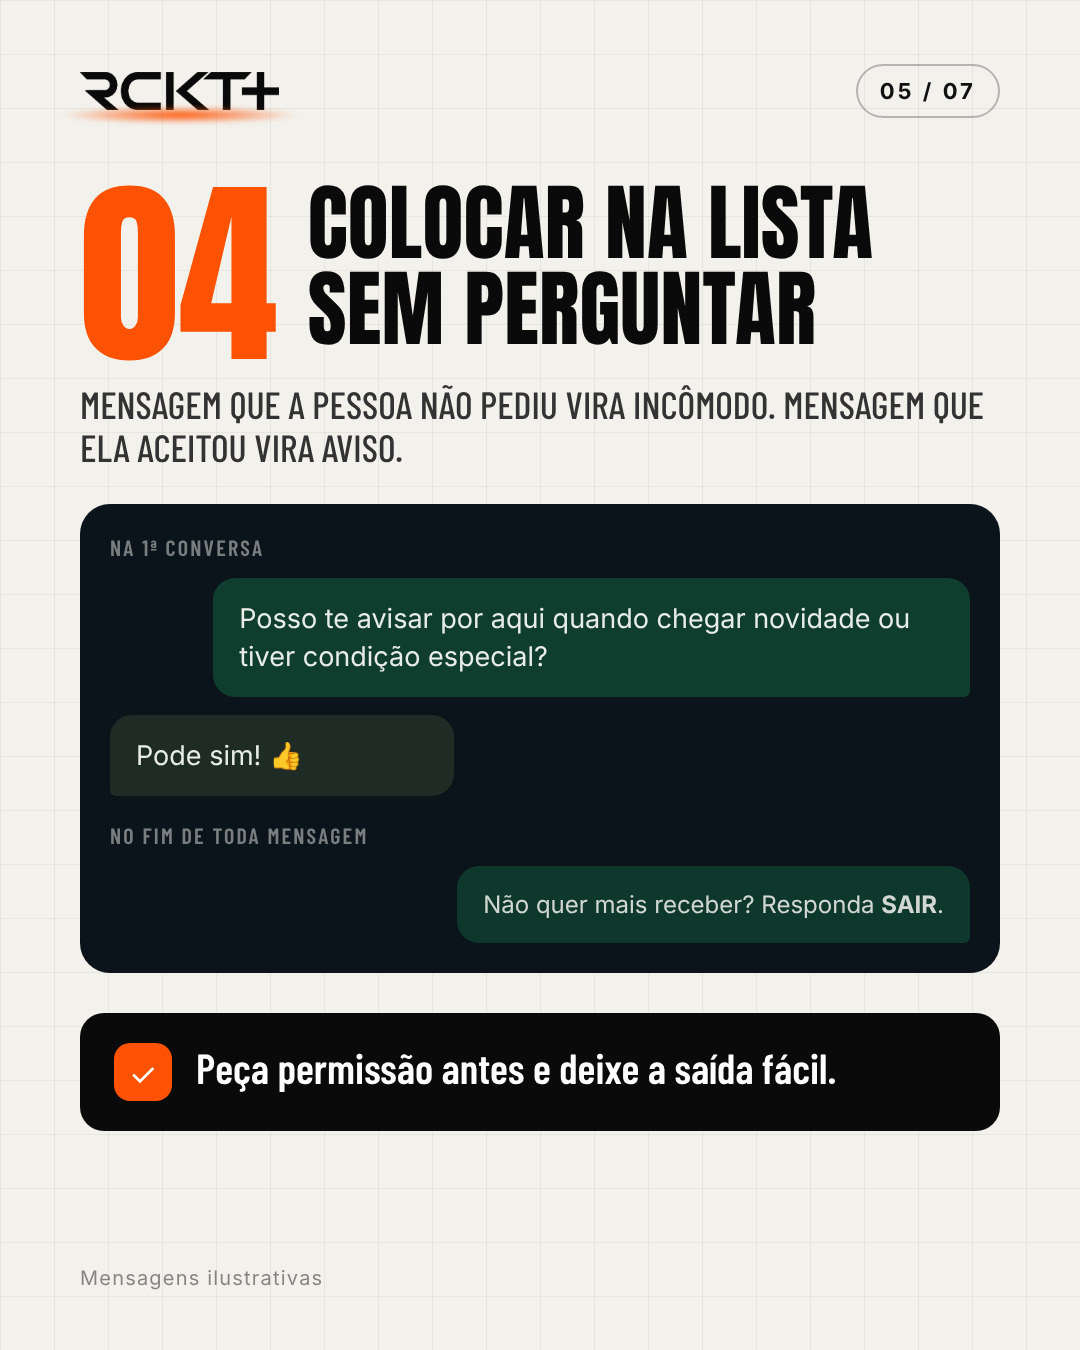 RCKT+
05 / 07
04
COLOCAR NA LISTA
SEM PERGUNTAR
MENSAGEM QUE A PESSOA NÃO PEDIU VIRA INCÔMODO. MENSAGEM QUE
ELA ACEITOU VIRA AVISO.
NA 1ª CONVERSA
Posso te avisar por aqui quando chegar novidade ou
tiver condição especial?
Pode sim! 👍
NO FIM DE TODA MENSAGEM
Não quer mais receber? Responda SAIR.
Peça permissão antes e deixe a saída fácil.
Mensagens ilustrativas